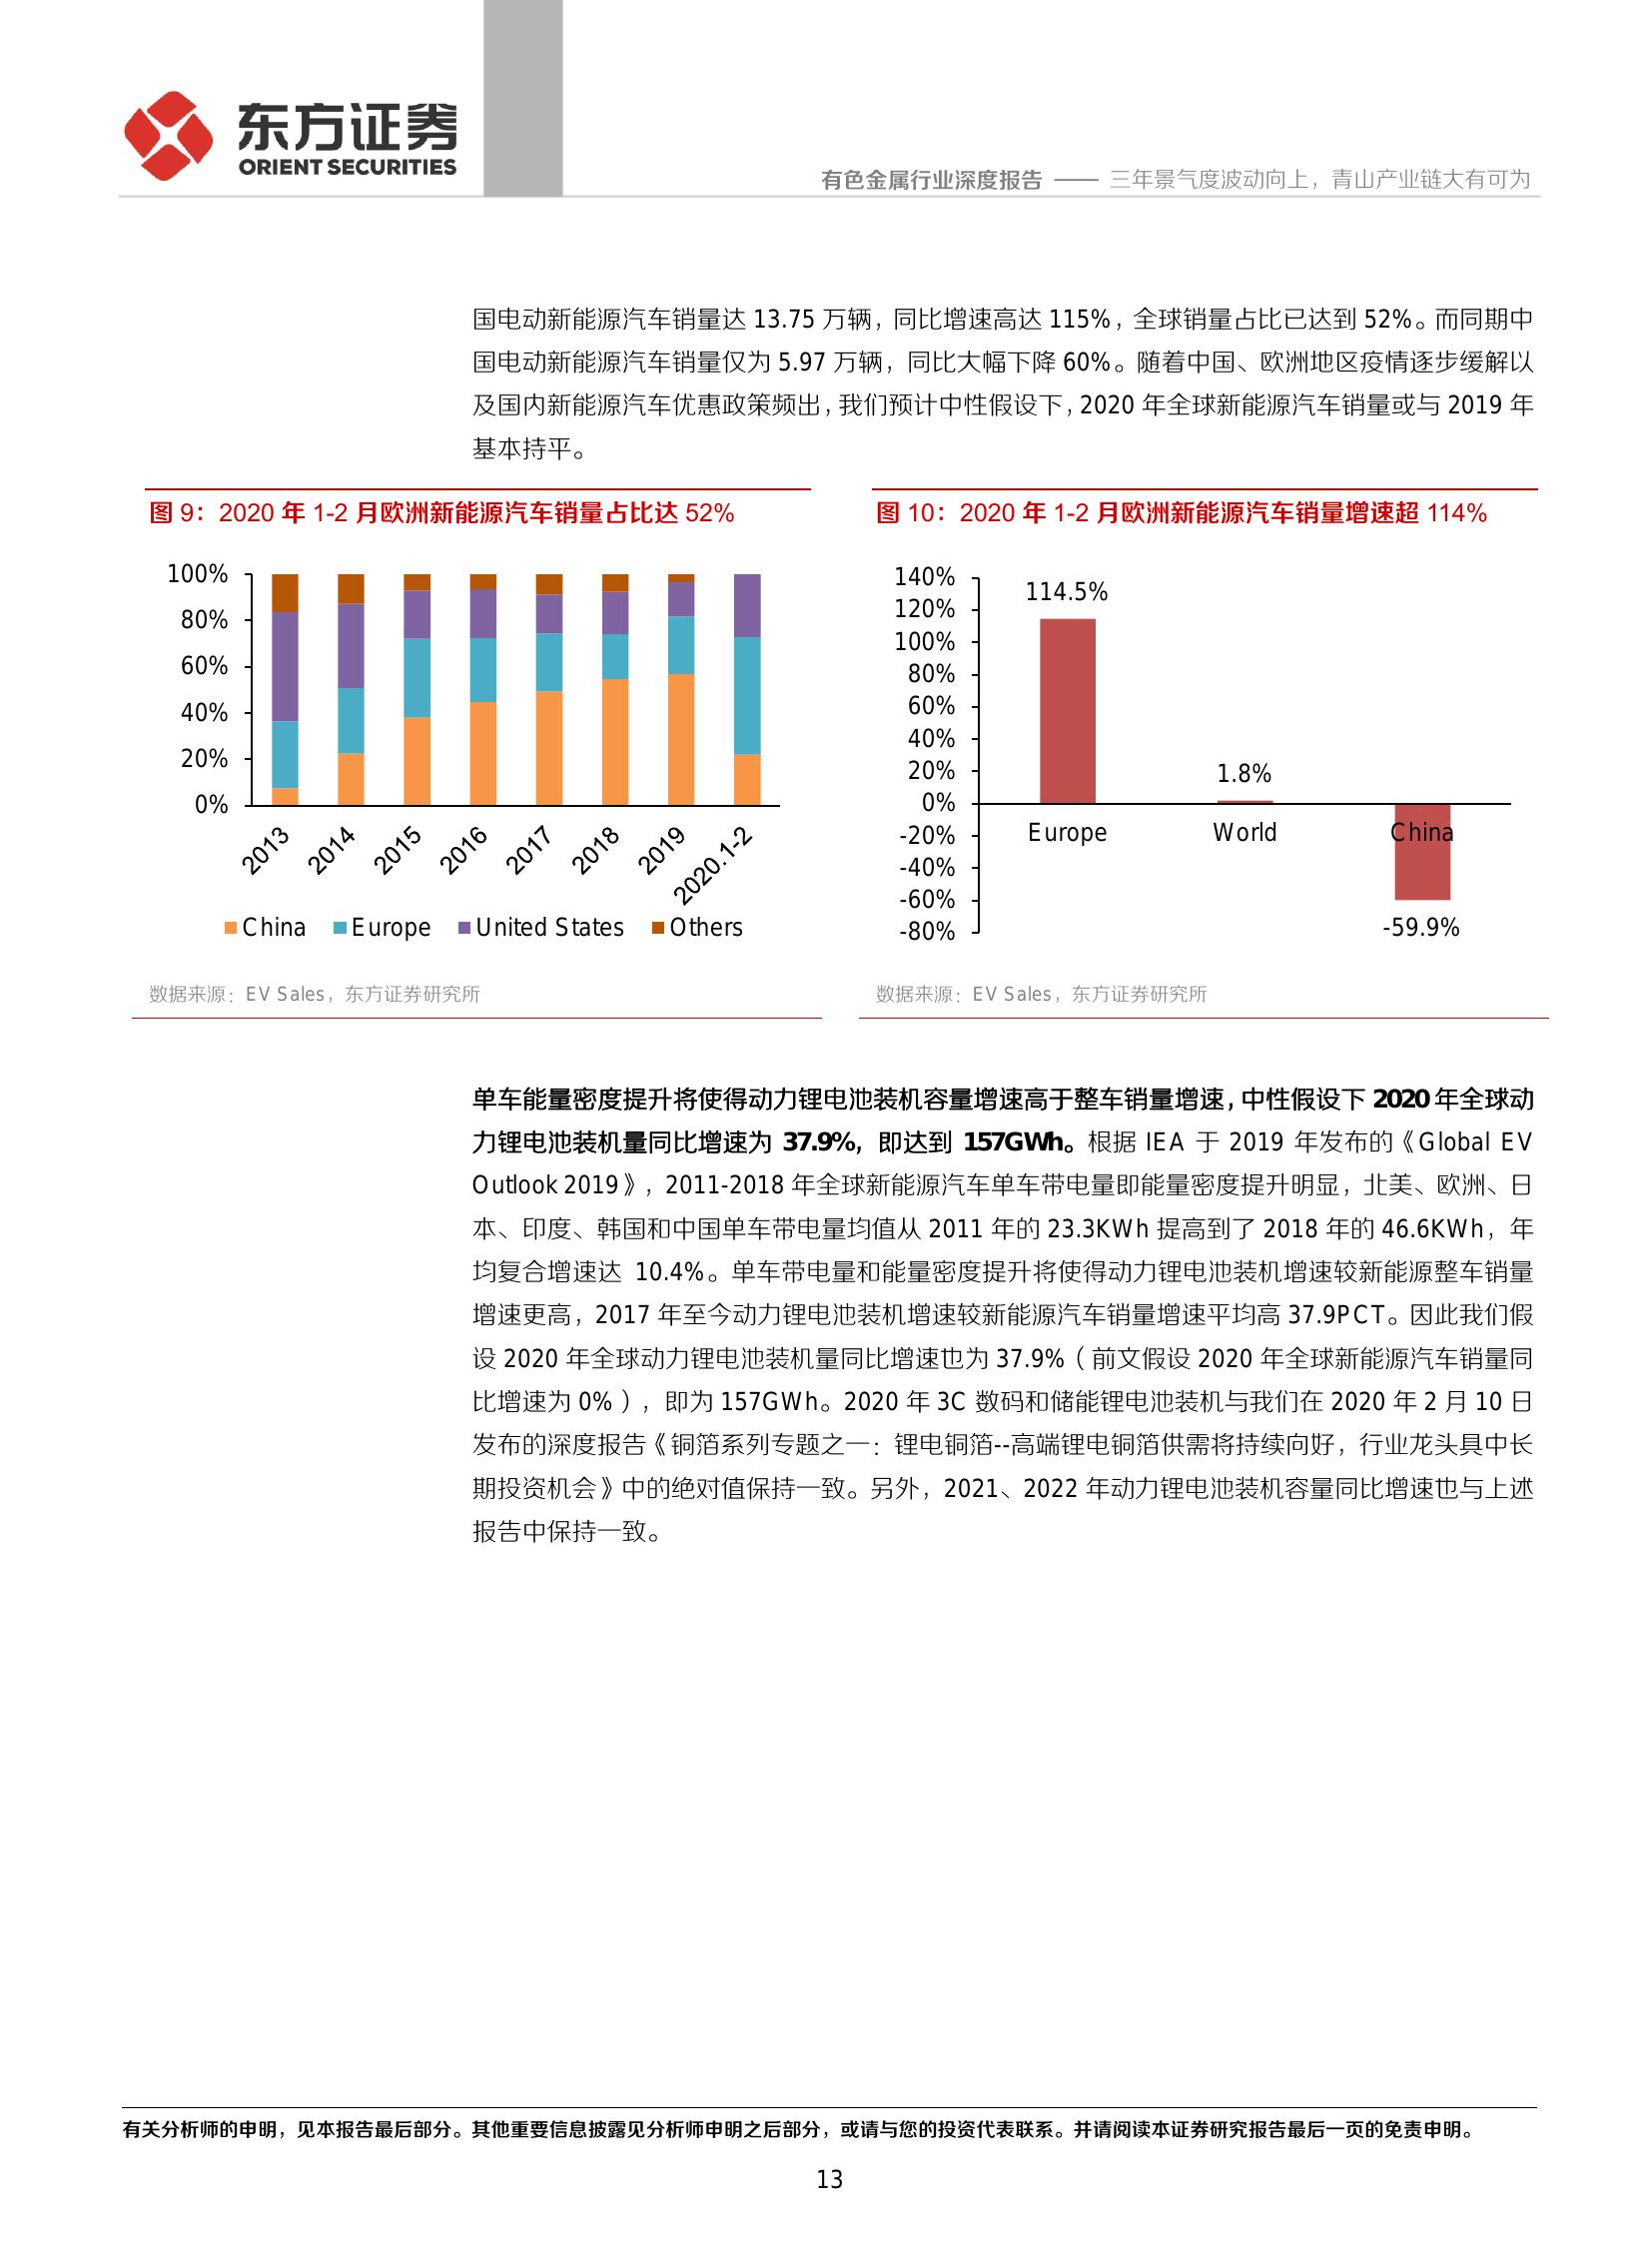 东方证券
ORIENT SECURITIES
有色金属行业深度报告 —— 三年景气度波动向上，青山产业链大有可为
国电动新能源汽车销量达 13.75 万辆，同比增速高达 115%，全球销量占比已达到 52%。而同期中
国电动新能源汽车销量仅为 5.97 万辆，同比大幅下降 60%。随着中国、欧洲地区疫情逐步缓解以
及国内新能源汽车优惠政策频出，我们预计中性假设下，2020 年全球新能源汽车销量或与 2019 年
基本持平。
图 9：2020 年 1-2 月欧洲新能源汽车销量占比达 52%
100%
80%
60%
40%
20%
0%
2013 2014 2015 2016 2017 2018 2019 2020.1-2
China Europe United States Others
数据来源：EV Sales，东方证券研究所
图 10：2020 年 1-2 月欧洲新能源汽车销量增速超 114%
140%
120%
100%
80%
60%
40%
20%
0%
-20%
-40%
-60%
-80%
114.5%
1.8%
-59.9%
Europe World China
数据来源：EV Sales，东方证券研究所
单车能量密度提升将使得动力锂电池装机容量增速高于整车销量增速，中性假设下 2020 年全球动
力锂电池装机量同比增速为 37.9%，即达到 157GWh。根据 IEA 于 2019 年发布的《Global EV
Outlook 2019》，2011-2018 年全球新能源汽车单车带电量即能量密度提升明显，北美、欧洲、日
本、印度、韩国和中国单车带电量均值从 2011 年的 23.3KWh 提高到了 2018 年的 46.6KWh，年
均复合增速达 10.4%。单车带电量和能量密度提升将使得动力锂电池装机增速较新能源整车销量
增速更高，2017 年至今动力锂电池装机增速较新能源汽车销量增速平均高 37.9PCT。因此我们假
设 2020 年全球动力锂电池装机量同比增速也为 37.9%（前文假设 2020 年全球新能源汽车销量同
比增速为 0%），即为 157GWh。2020 年 3C 数码和储能锂电池装机与我们在 2020 年 2 月 10 日
发布的深度报告《铜箔系列专题之一：锂电铜箔--高端锂电铜箔供需将持续向好，行业龙头具中长
期投资机会》中的绝对值保持一致。另外，2021、2022 年动力锂电池装机容量同比增速也与上述
报告中保持一致。
有关分析师的申明，见本报告最后部分。其他重要信息披露见分析师申明之后部分，或请与您的投资代表联系。并请阅读本证券研究报告最后一页的免责申明。
13